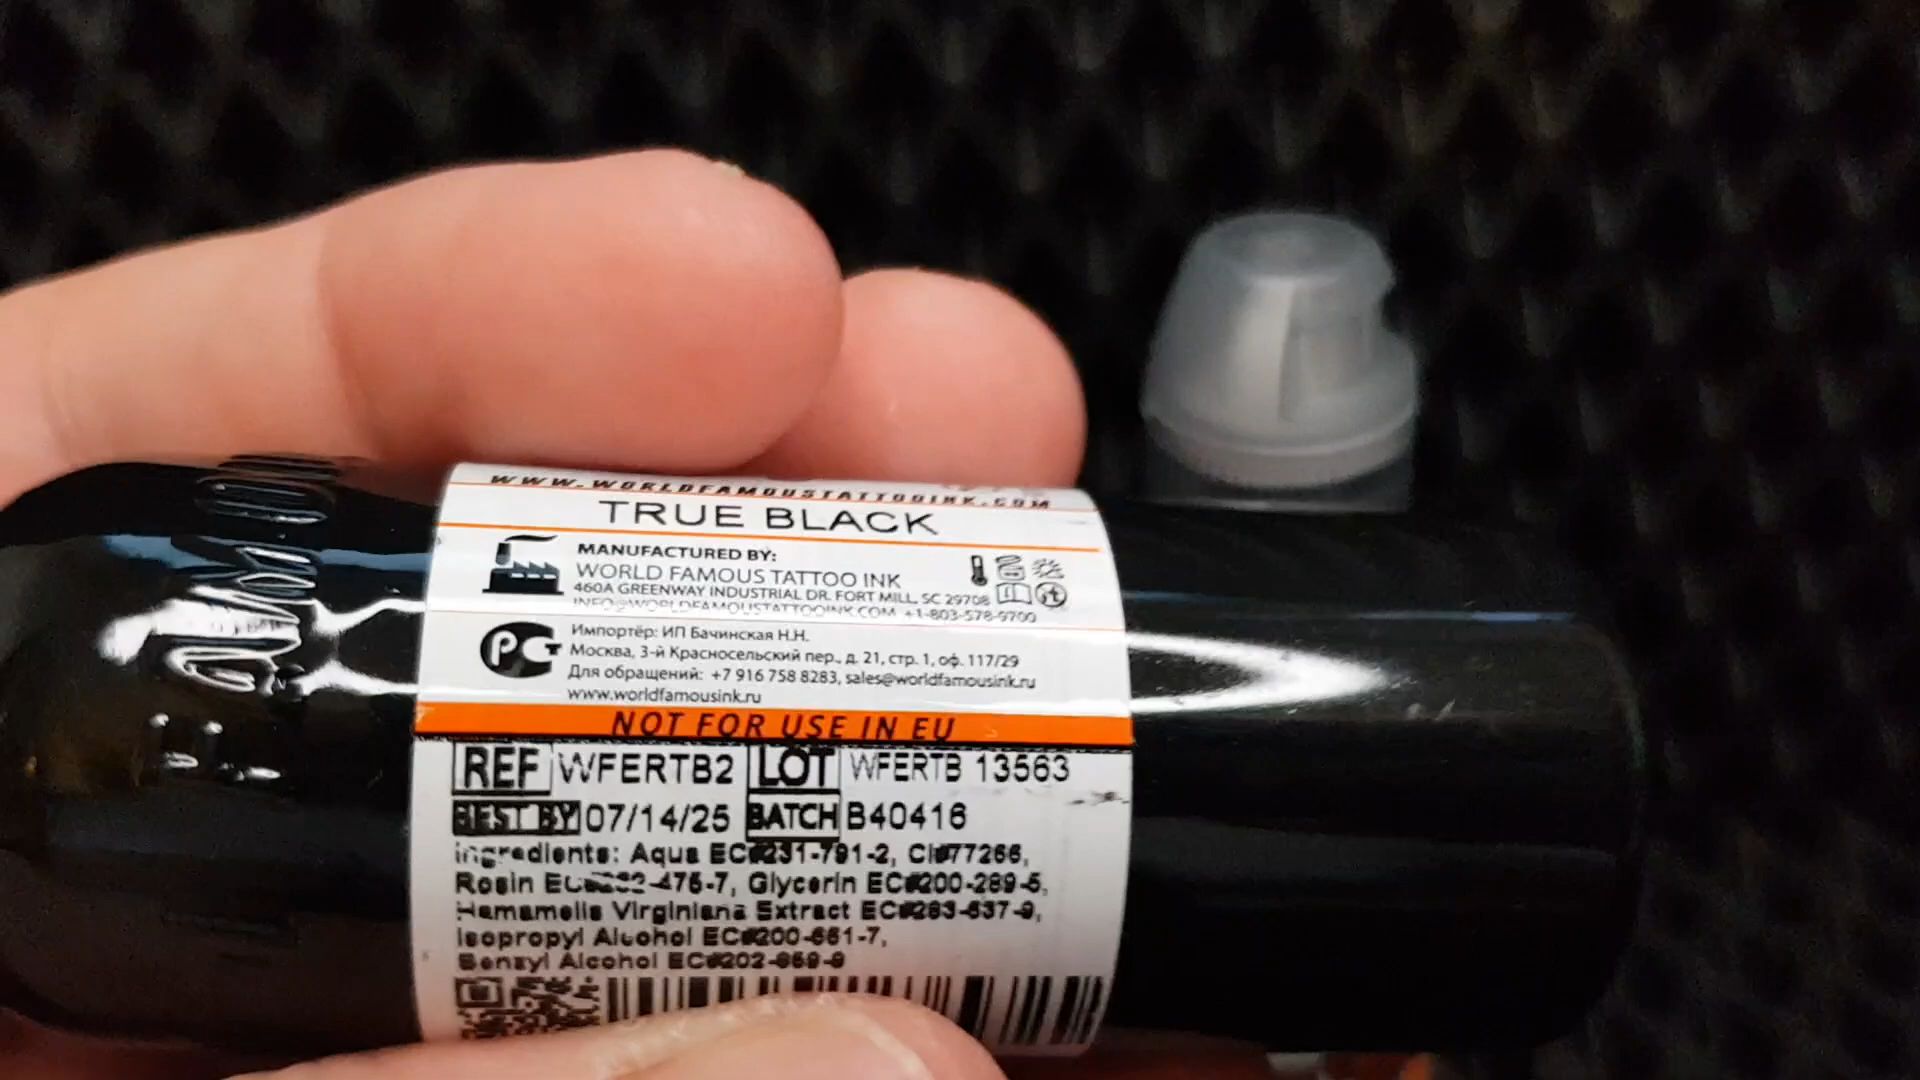 WWW.WORLDFAMOUSTATTOOINK.COM
TRUE BLACK
MANUFACTURED BY:
WORLD FAMOUS TATTOO INK
460A GREENWAY INDUSTRIAL DR. FORT MILL, SC 29708
INFO@WORLDFAMOUSTATTOOINK.COM +1-803-578-9700
РСТ
Импортёр: ИП Бачинская Н.Н.
Москва, 3-й Красносельский пер., д. 21, стр. 1, оф. 117/29
Для обращений: +7 916 758 8283, sales@worldfamousink.ru
www.worldfamousink.ru
NOT FOR USE IN EU
REF WFERTB2 LOT WFERTB 13563
BEST BY 07/14/25 BATCH B40416
Ingredients: Aqua EC#231-791-2, CI#77266,
Rosin EC#232-475-7, Glycerin EC#200-289-5,
Hamamelis Virginiana Extract EC#283-637-9,
Isopropyl Alcohol EC#200-661-7,
Benzyl Alcohol EC#202-859-9